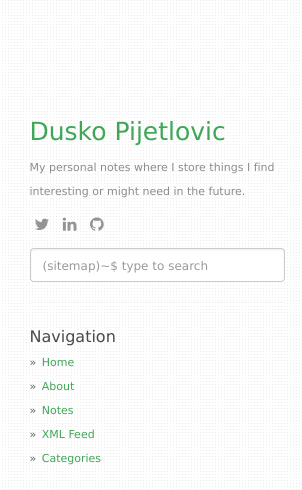 Dusko Pijetlovic
My personal notes where I store things I find
interesting or might need in the future.
(sitemap)~$ type to search
Navigation
» Home
» About
» Notes
» XML Feed
» Categories